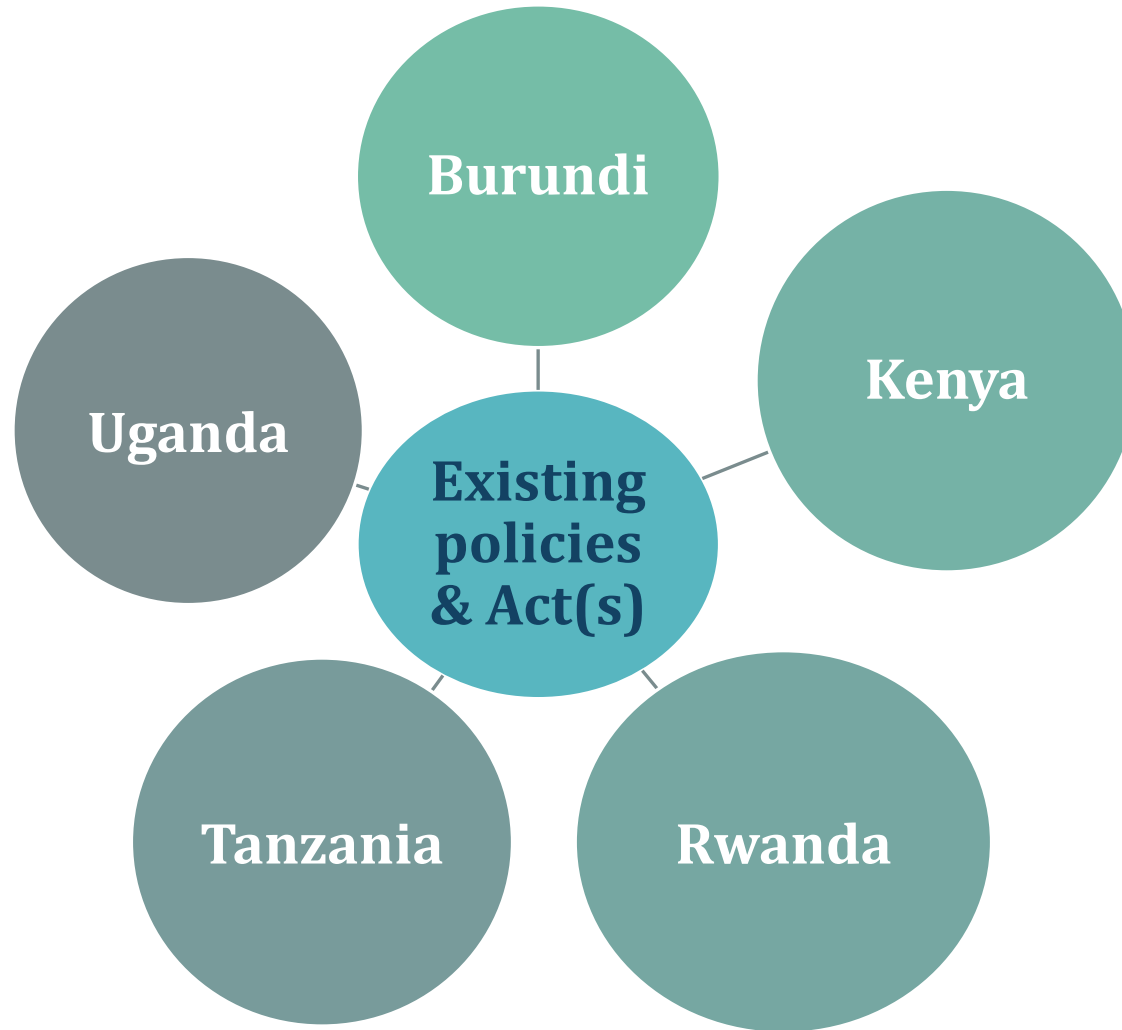 Burundi
Kenya
Uganda
Existing
policies
& Act(s)
Tanzania
Rwanda